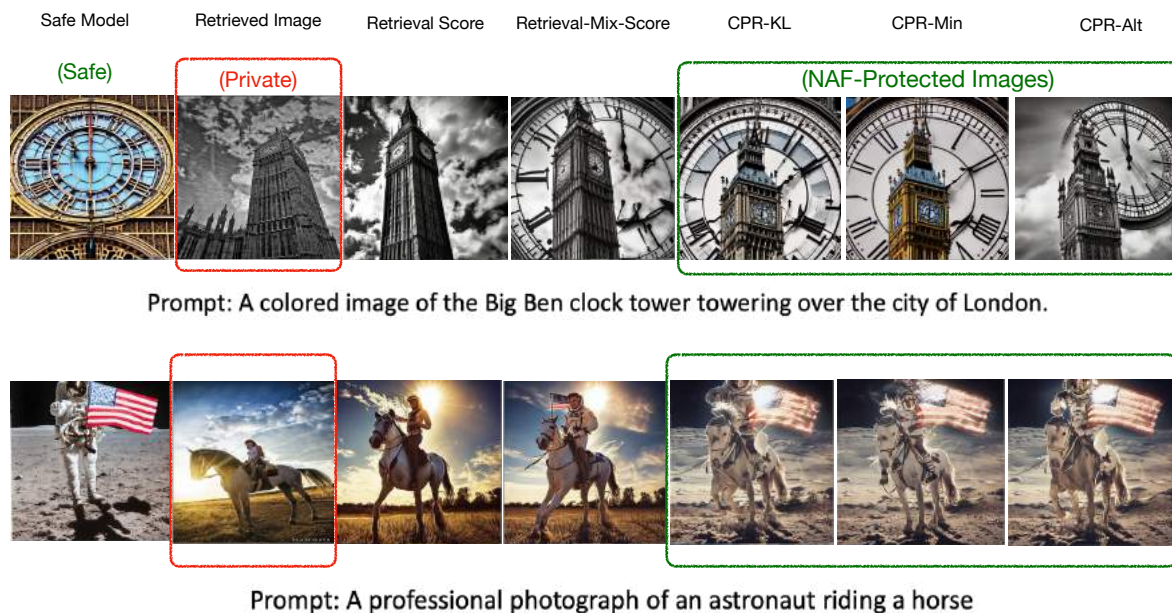 Safe Model Retrieved Image Retrieval Score Retrieval-Mix-Score CPR-KL CPR-Min CPR-Alt
(Safe) (Private) (NAF-Protected Images)
Prompt: A colored image of the Big Ben clock tower towering over the city of London.
Prompt: A professional photograph of an astronaut riding a horse